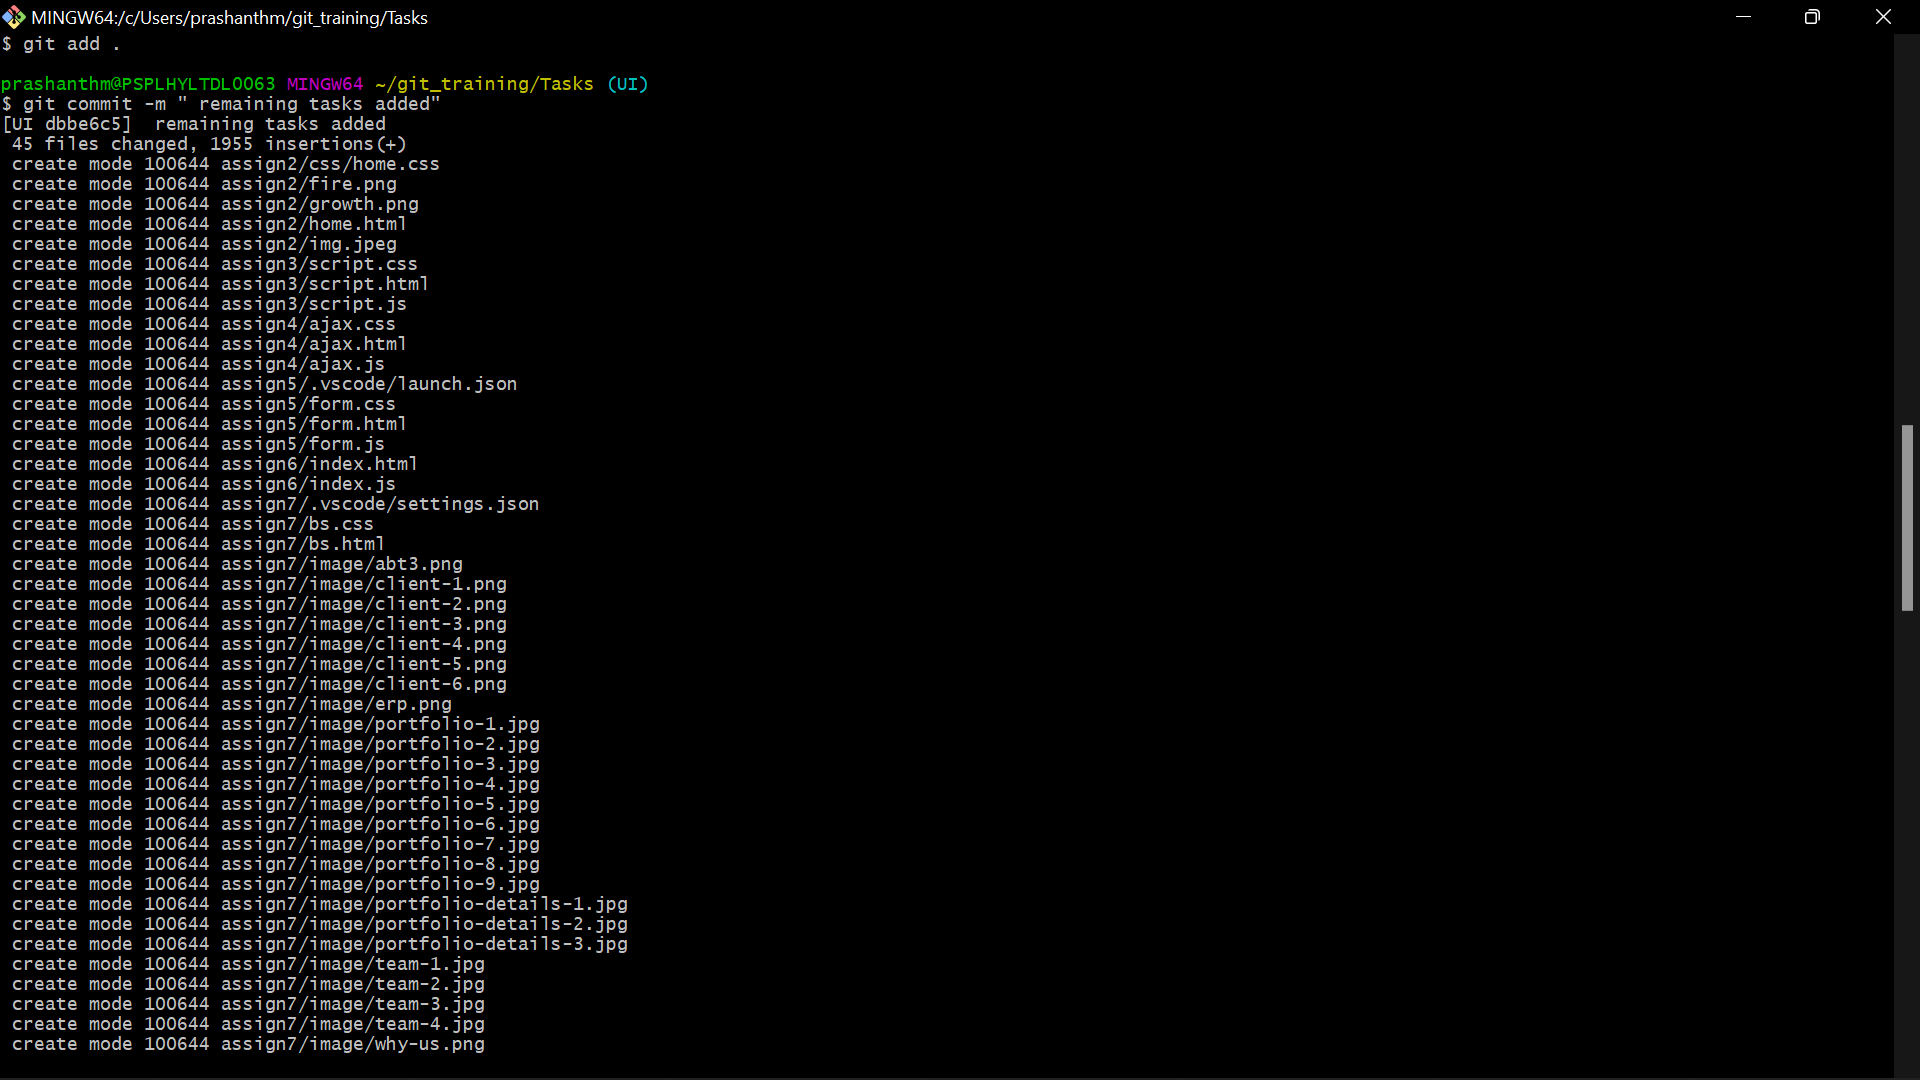 MINGW64:/c/Users/prashanthm/git_training/Tasks
$ git add .
prashanthm@PSPLHYLTDL0063 MINGW64 ~/git_training/Tasks (UI)
$ git commit -m " remaining tasks added"
[UI dbbe6c5]  remaining tasks added
 45 files changed, 1955 insertions(+)
 create mode 100644 assign2/css/home.css
 create mode 100644 assign2/fire.png
 create mode 100644 assign2/growth.png
 create mode 100644 assign2/home.html
 create mode 100644 assign2/img.jpeg
 create mode 100644 assign3/script.css
 create mode 100644 assign3/script.html
 create mode 100644 assign3/script.js
 create mode 100644 assign4/ajax.css
 create mode 100644 assign4/ajax.html
 create mode 100644 assign4/ajax.js
 create mode 100644 assign5/.vscode/launch.json
 create mode 100644 assign5/form.css
 create mode 100644 assign5/form.html
 create mode 100644 assign5/form.js
 create mode 100644 assign6/index.html
 create mode 100644 assign6/index.js
 create mode 100644 assign7/.vscode/settings.json
 create mode 100644 assign7/bs.css
 create mode 100644 assign7/bs.html
 create mode 100644 assign7/image/abt3.png
 create mode 100644 assign7/image/client-1.png
 create mode 100644 assign7/image/client-2.png
 create mode 100644 assign7/image/client-3.png
 create mode 100644 assign7/image/client-4.png
 create mode 100644 assign7/image/client-5.png
 create mode 100644 assign7/image/client-6.png
 create mode 100644 assign7/image/erp.png
 create mode 100644 assign7/image/portfolio-1.jpg
 create mode 100644 assign7/image/portfolio-2.jpg
 create mode 100644 assign7/image/portfolio-3.jpg
 create mode 100644 assign7/image/portfolio-4.jpg
 create mode 100644 assign7/image/portfolio-5.jpg
 create mode 100644 assign7/image/portfolio-6.jpg
 create mode 100644 assign7/image/portfolio-7.jpg
 create mode 100644 assign7/image/portfolio-8.jpg
 create mode 100644 assign7/image/portfolio-9.jpg
 create mode 100644 assign7/image/portfolio-details-1.jpg
 create mode 100644 assign7/image/portfolio-details-2.jpg
 create mode 100644 assign7/image/portfolio-details-3.jpg
 create mode 100644 assign7/image/team-1.jpg
 create mode 100644 assign7/image/team-2.jpg
 create mode 100644 assign7/image/team-3.jpg
 create mode 100644 assign7/image/team-4.jpg
 create mode 100644 assign7/image/why-us.png